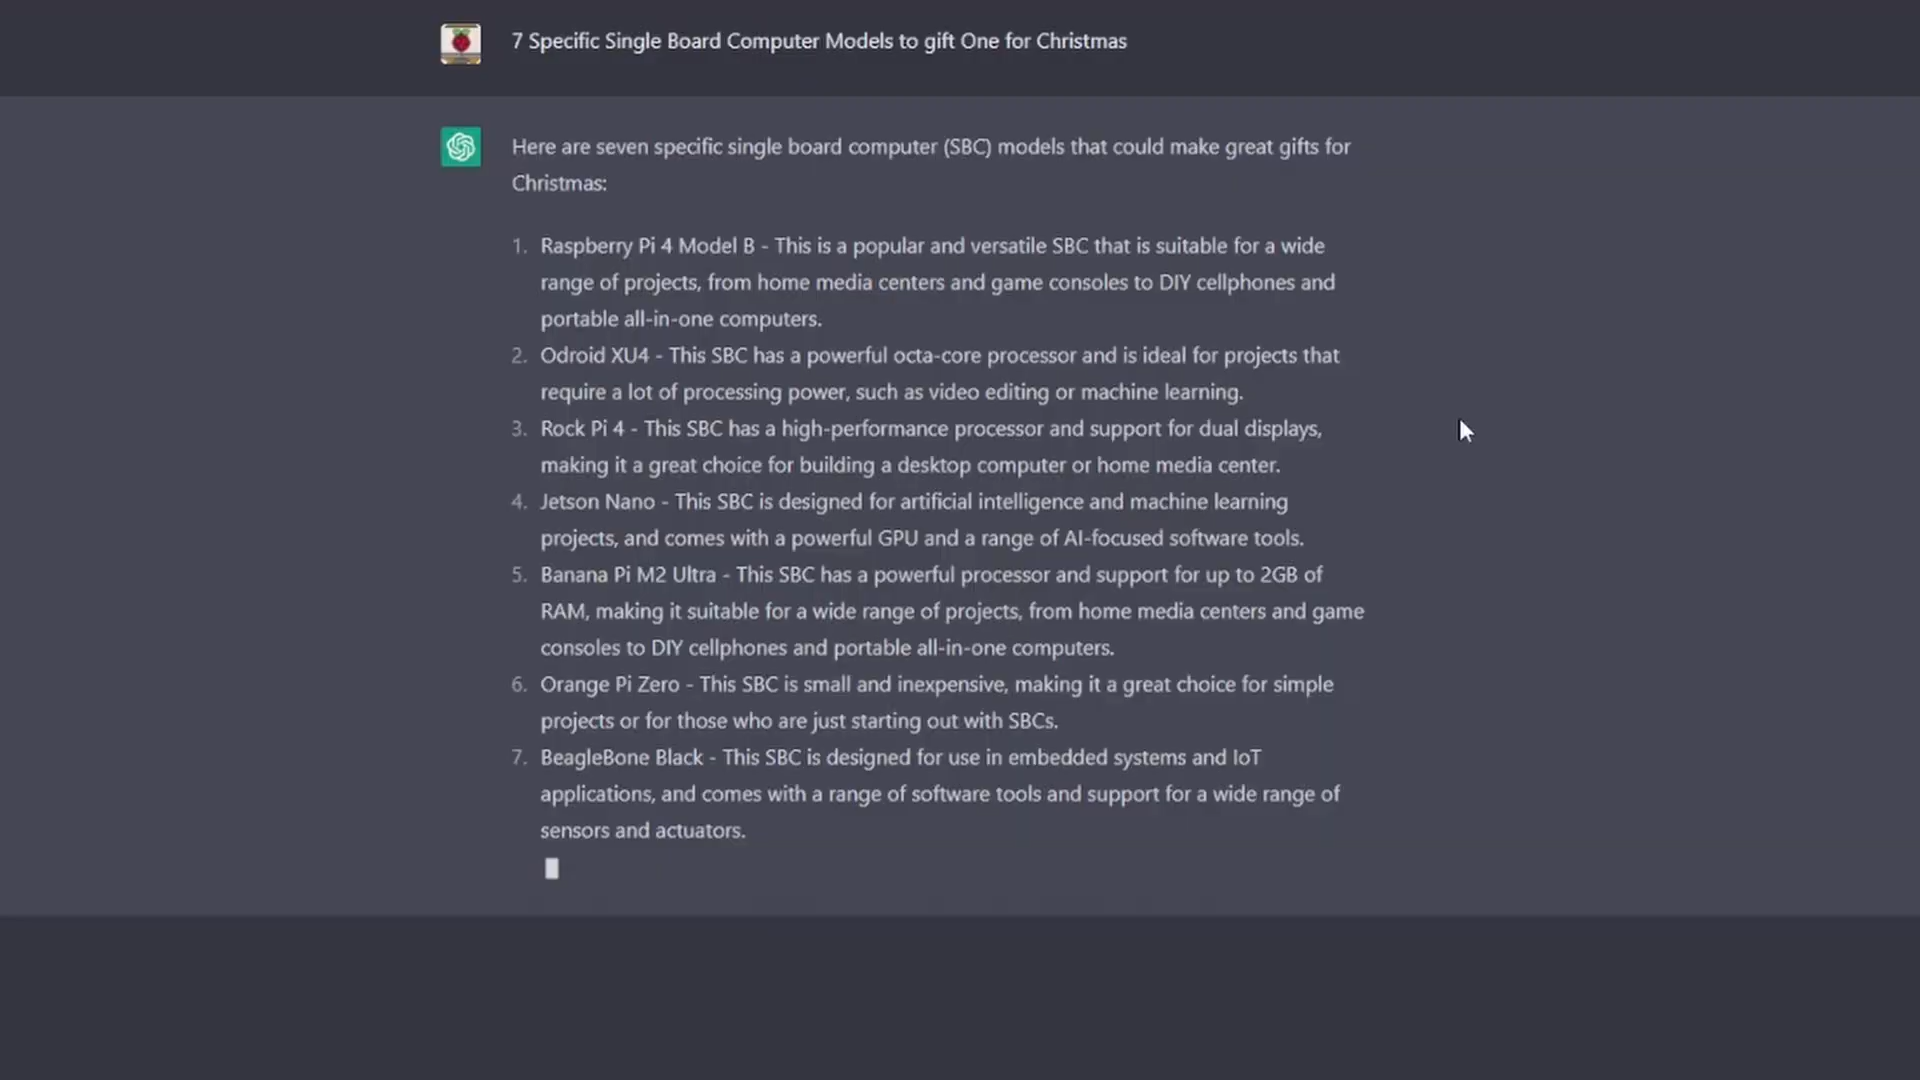 7 Specific Single Board Computer Models to gift One for Christmas
Here are seven specific single board computer (SBC) models that could make great gifts for
Christmas:
1. Raspberry Pi 4 Model B - This is a popular and versatile SBC that is suitable for a wide
range of projects, from home media centers and game consoles to DIY cellphones and
portable all-in-one computers.
2. Odroid XU4 - This SBC has a powerful octa-core processor and is ideal for projects that
require a lot of processing power, such as video editing or machine learning.
3. Rock Pi 4 - This SBC has a high-performance processor and support for dual displays,
making it a great choice for building a desktop computer or home media center.
4. Jetson Nano - This SBC is designed for artificial intelligence and machine learning
projects, and comes with a powerful GPU and a range of AI-focused software tools.
5. Banana Pi M2 Ultra - This SBC has a powerful processor and support for up to 2GB of
RAM, making it suitable for a wide range of projects, from home media centers and game
consoles to DIY cellphones and portable all-in-one computers.
6. Orange Pi Zero - This SBC is small and inexpensive, making it a great choice for simple
projects or for those who are just starting out with SBCs.
7. BeagleBone Black - This SBC is designed for use in embedded systems and IoT
applications, and comes with a range of software tools and support for a wide range of
sensors and actuators.